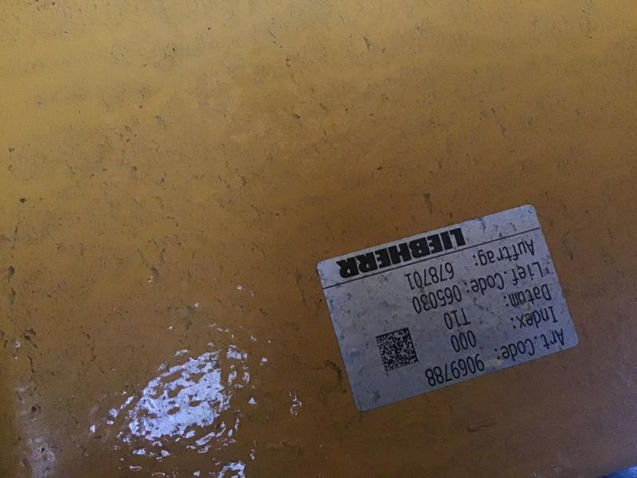 Art.Code: 9069788
Index: 000
Datum: T10
Lief.Code: 065030
Auftrag: 678701
LIEBHERR